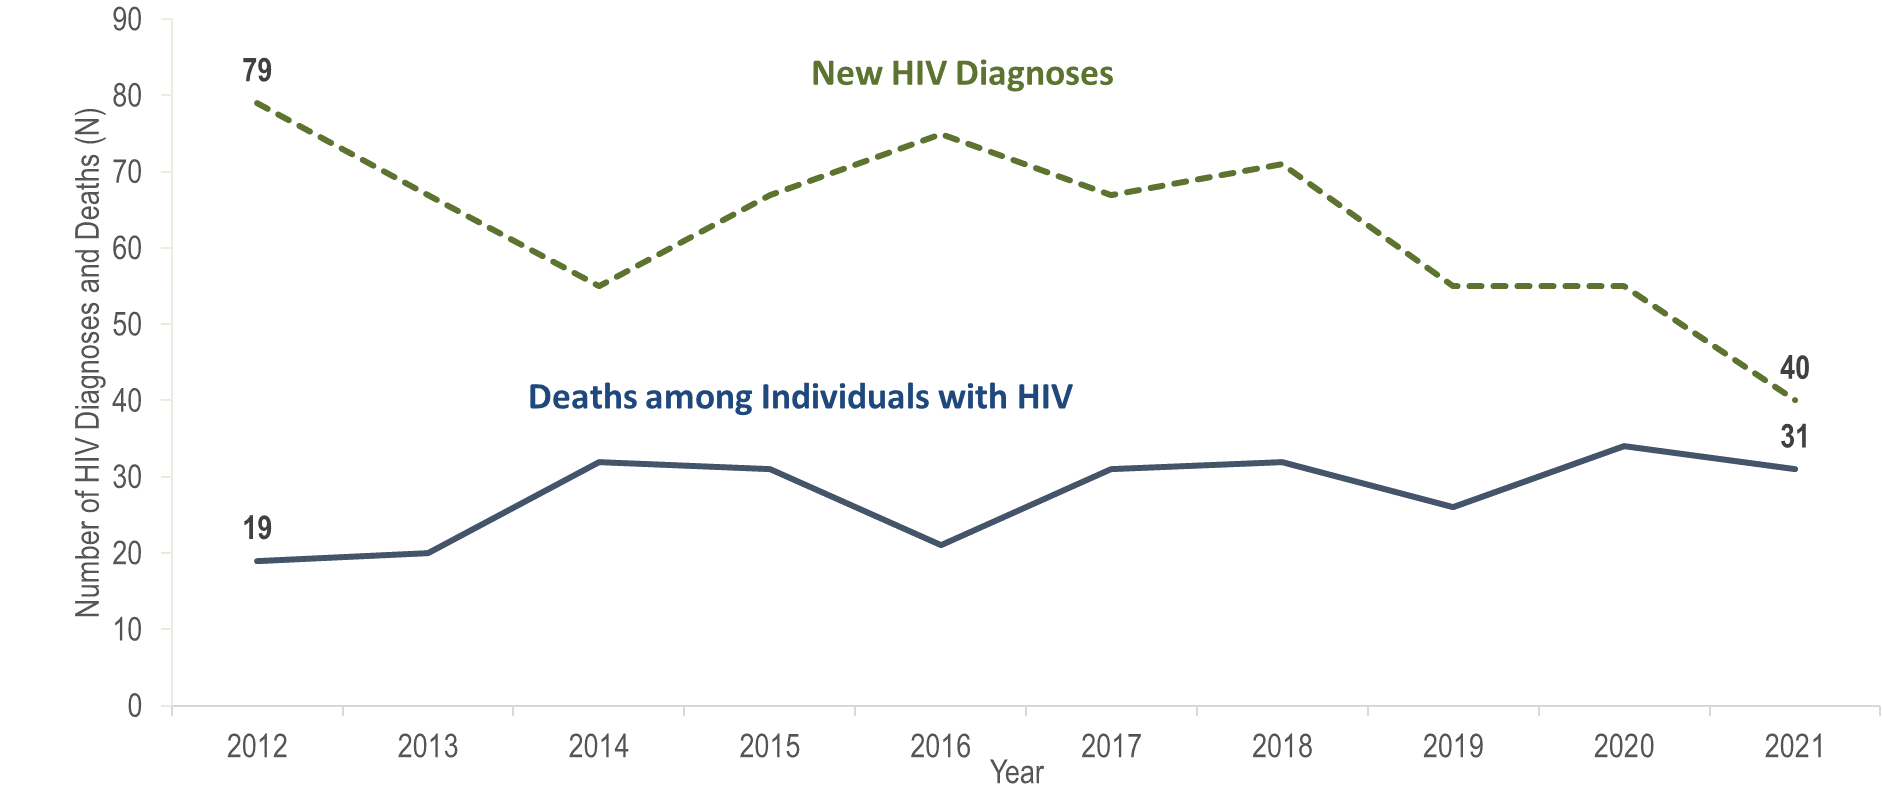 Number of HIV Diagnoses and Deaths (N)
90
80
70
60
50
40
30
20
10
0
79
New HIV Diagnoses
40
Deaths among Individuals with HIV
31
19
2012 2013 2014 2015 2016 2017 2018 2019 2020 2021
Year